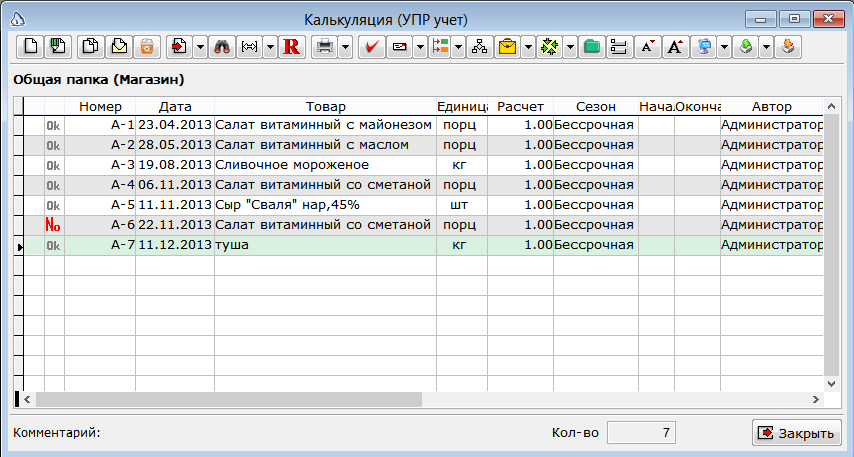 Калькуляция (УПР учет)
R A A
Общая папка (Магазин)
Номер Дата Товар Единица Расчет Сезон Нача Оконча Автор
Ok А-1 23.04.2013 Салат витаминный с майонезом порц 1.00 Бессрочная Администратор
Ok А-2 28.05.2013 Салат витаминный с маслом порц 1.00 Бессрочная Администратор
Ok А-3 19.08.2013 Сливочное мороженое кг 1.00 Бессрочная Администратор
Ok А-4 06.11.2013 Салат витаминный со сметаной порц 1.00 Бессрочная Администратор
Ok А-5 11.11.2013 Сыр "Сваля" нар,45% шт 1.00 Бессрочная Администратор
No А-6 22.11.2013 Салат витаминный со сметаной порц 1.00 Бессрочная Администратор
Ok А-7 11.12.2013 туша кг 1.00 Бессрочная Администратор
Комментарий: Кол-во 7 Закрыть